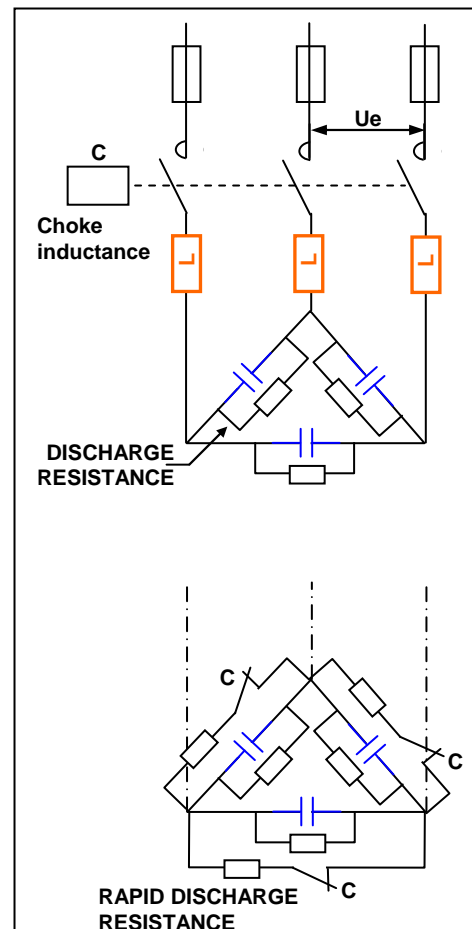 Ue
C
Choke
inductance
L L L
DISCHARGE
RESISTANCE
C
C
C
RAPID DISCHARGE
RESISTANCE